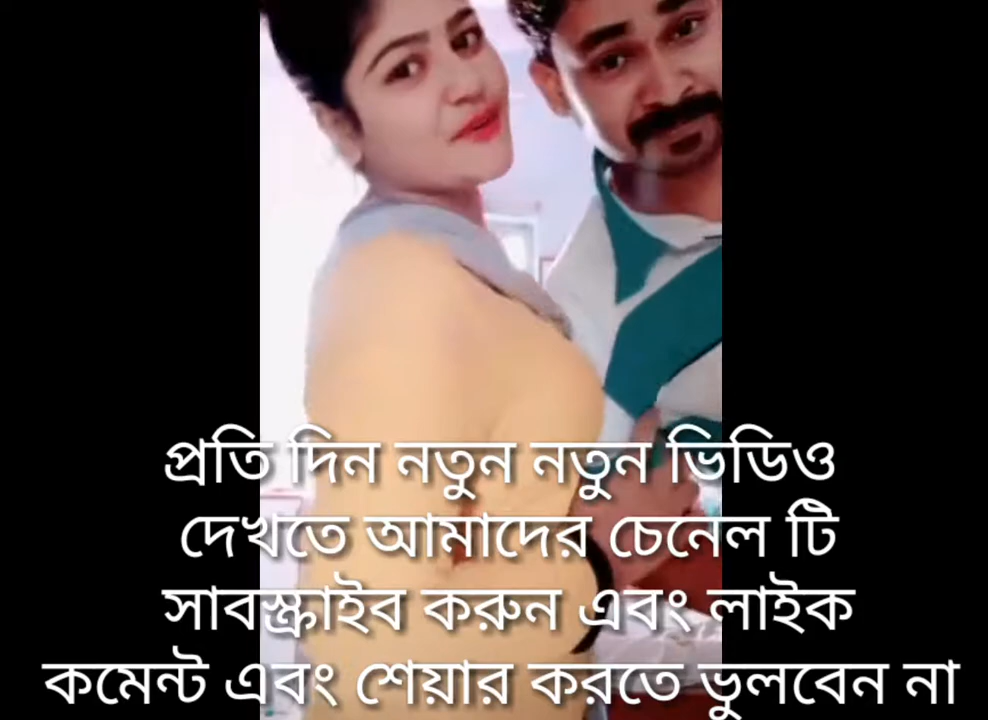 প্রতি দিন নতুন নতুন ভিডিও
দেখতে আমাদের চেনেল টি
সাবস্ক্রাইব করুন এবং লাইক
কমেন্ট এবং শেয়ার করতে ভুলবেন না